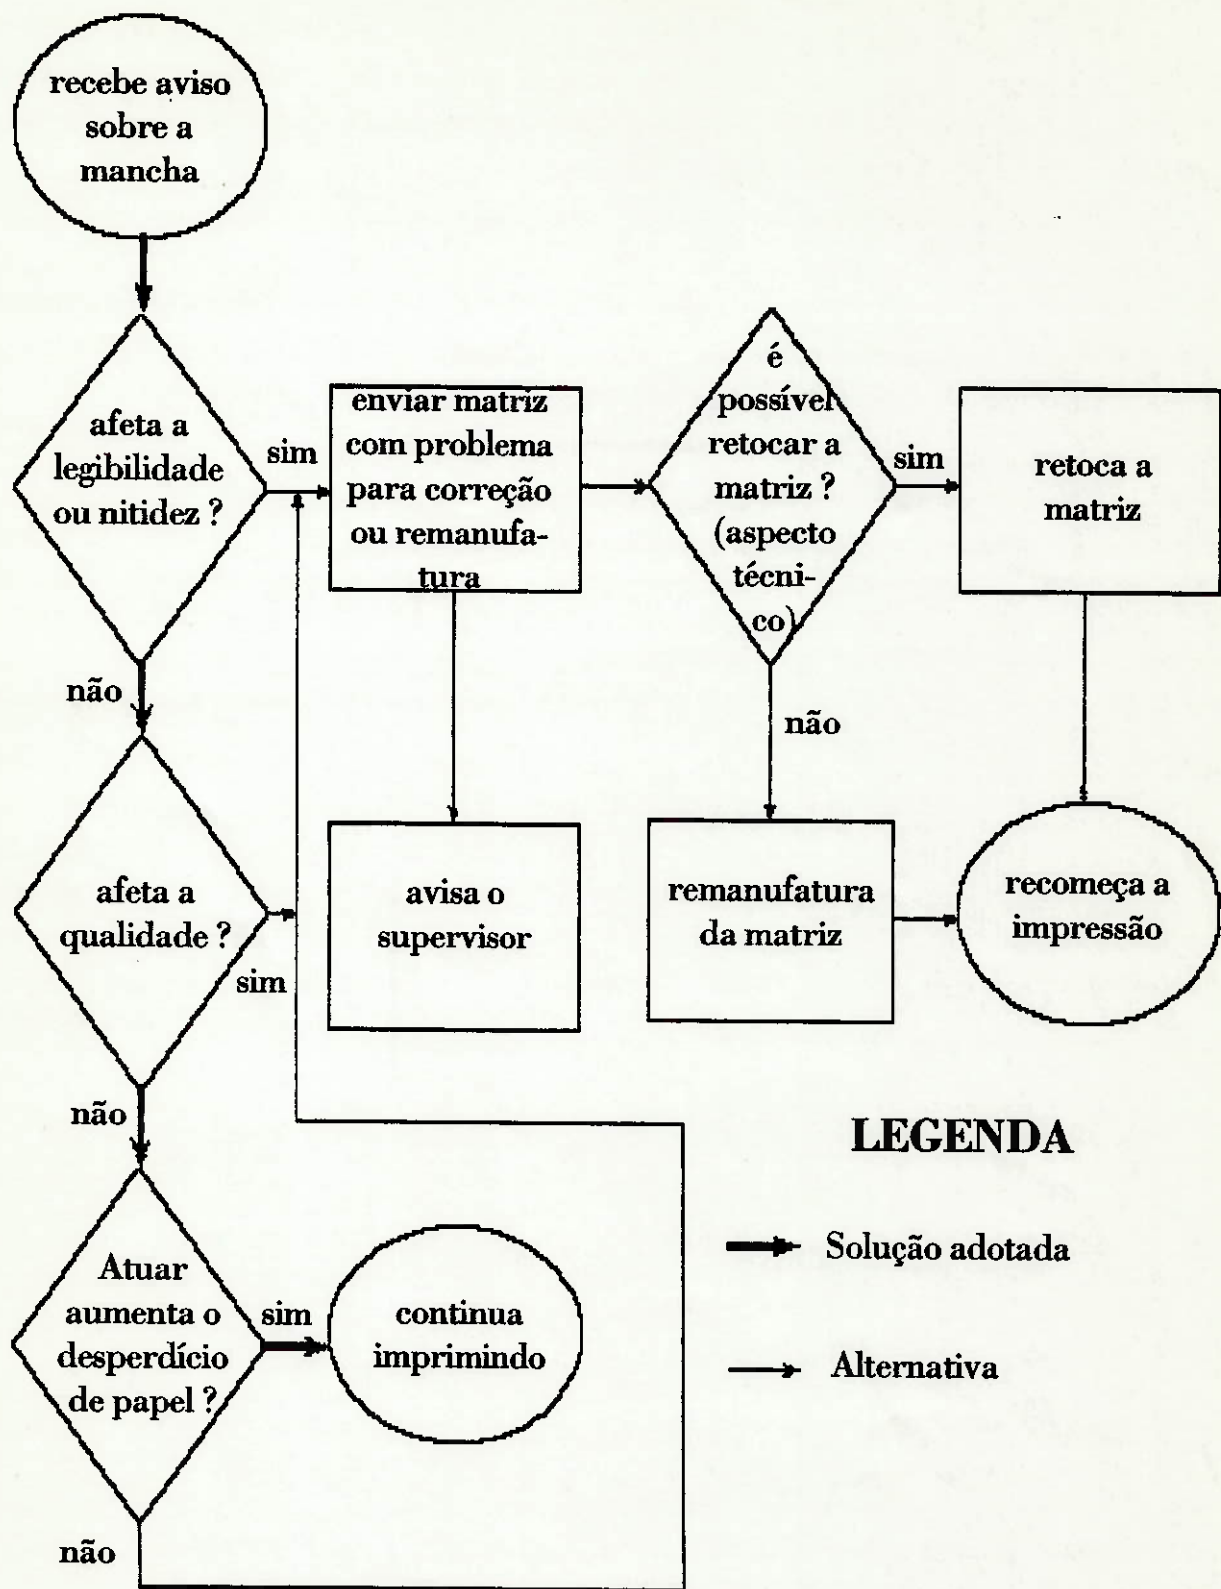 recebe aviso
sobre a
mancha
afeta a
legibilidade
ou nitidez ?
sim
enviar matriz
com problema
para correção
ou remanufa-
tura
é
possível
retocar a
matriz ?
(aspecto
técni-
co)
sim
retoca a
matriz
não
não
afeta a
qualidade ?
sim
avisa o
supervisor
remanufatura
da matriz
recomeça a
impressão
não
LEGENDA
Solução adotada
Alternativa
Atuar
aumenta o
desperdício
de papel ?
sim
continua
imprimindo
não